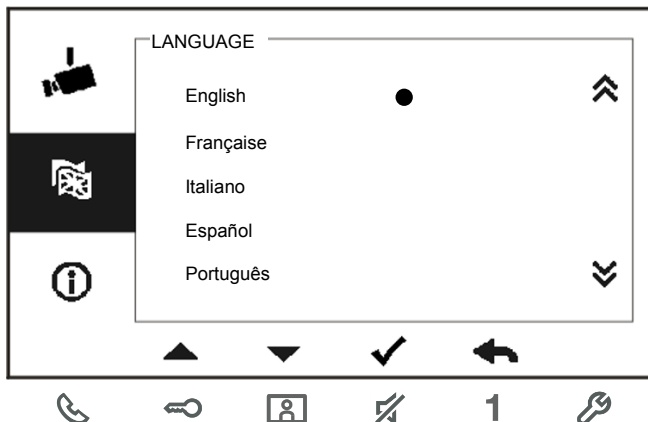 LANGUAGE
English
Française
Italiano
Español
Português
1